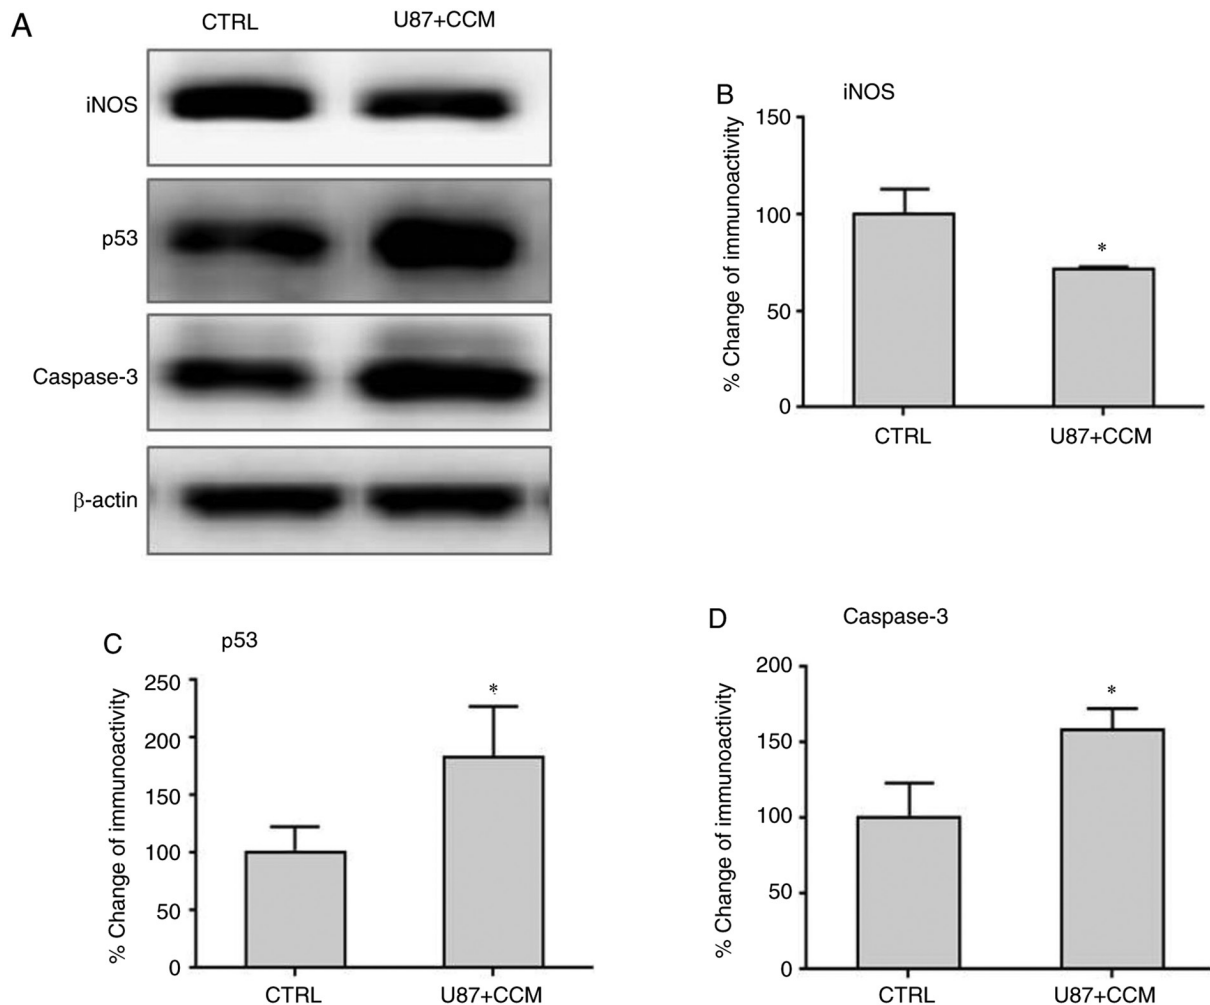 A
CTRL
U87+CCM
iNOS
p53
Caspase-3
β-actin
B
iNOS
% Change of immunoactivity
150
100
50
0
*
CTRL
U87+CCM
C
p53
% Change of immunoactivity
250
200
150
100
50
0
*
CTRL
U87+CCM
D
Caspase-3
% Change of immunoactivity
200
150
100
50
0
*
CTRL
U87+CCM